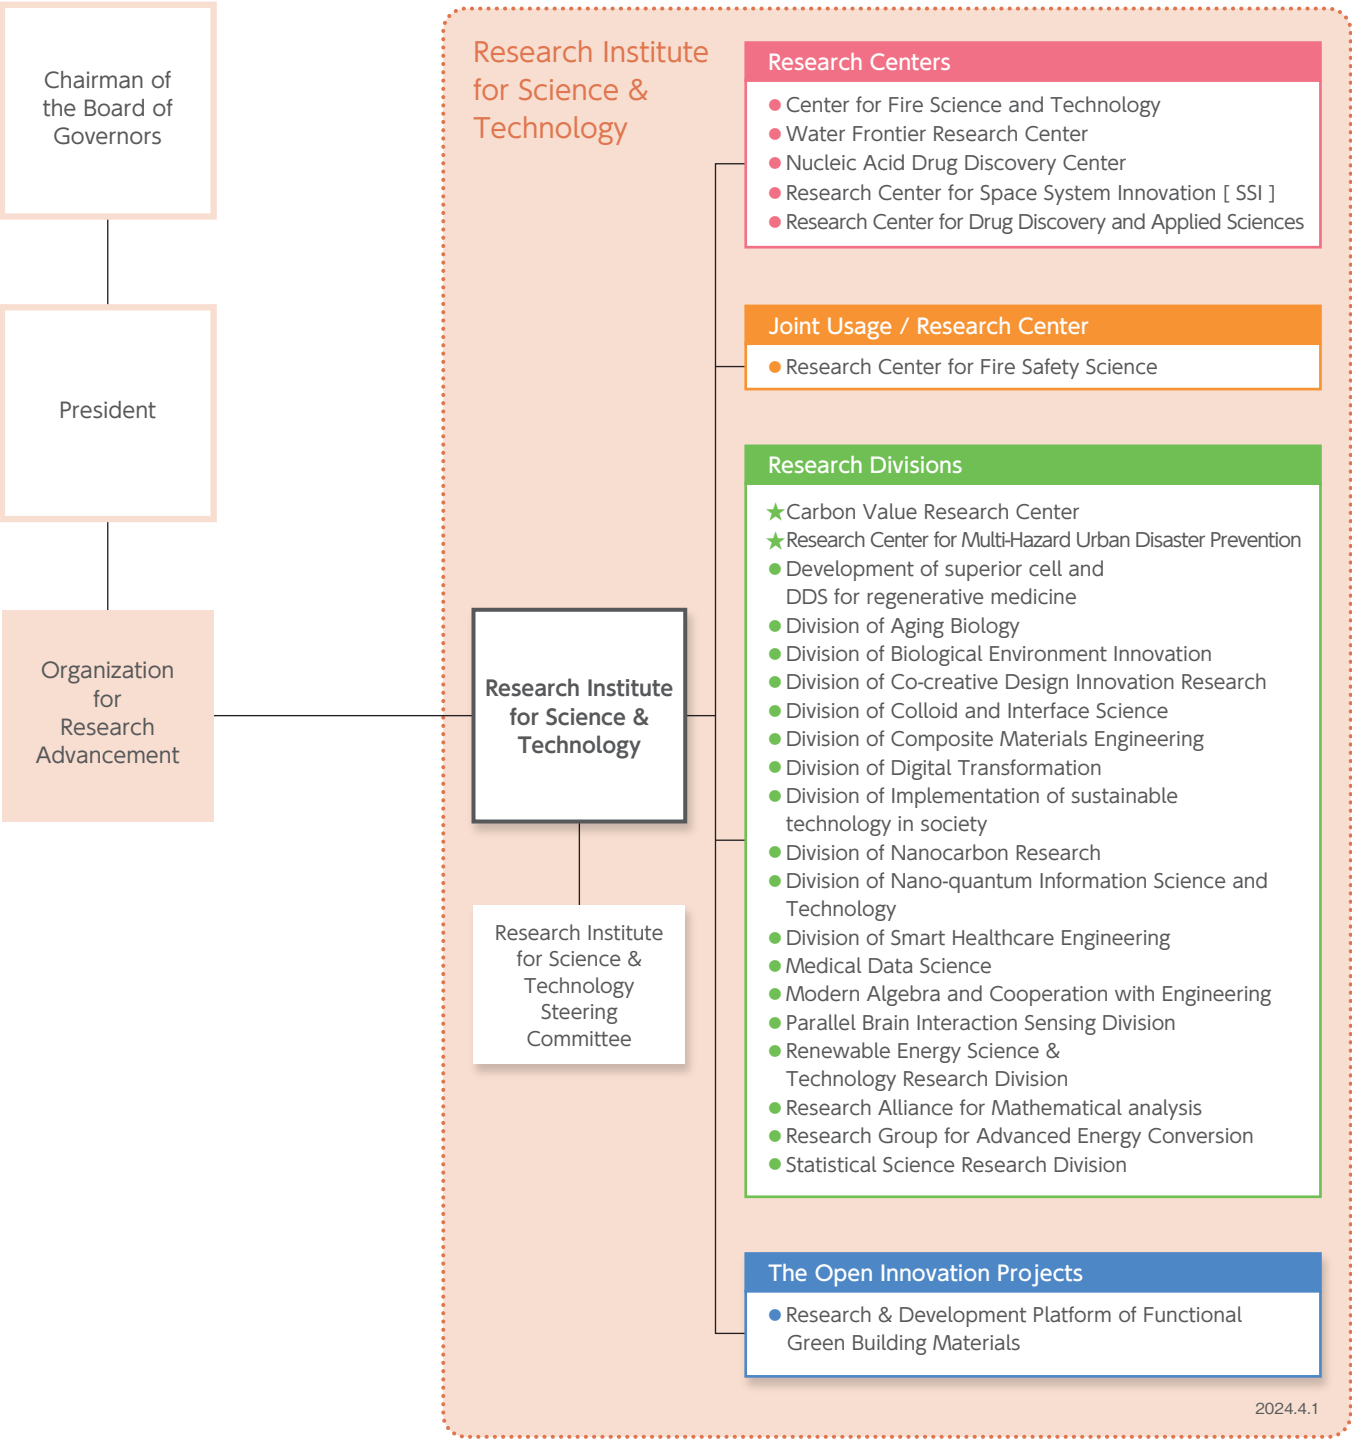 Chairman of
the Board of
Governors
President
Organization
for
Research
Advancement
Research Institute
for Science &
Technology
Research Institute
for Science &
Technology
Research Institute
for Science &
Technology
Steering
Committee
Research Centers
Center for Fire Science and Technology
Water Frontier Research Center
Nucleic Acid Drug Discovery Center
Research Center for Space System Innovation [ SSI ]
Research Center for Drug Discovery and Applied Sciences
Joint Usage / Research Center
Research Center for Fire Safety Science
Research Divisions
★Carbon Value Research Center
★Research Center for Multi-Hazard Urban Disaster Prevention
Development of superior cell and
DDS for regenerative medicine
Division of Aging Biology
Division of Biological Environment Innovation
Division of Co-creative Design Innovation Research
Division of Colloid and Interface Science
Division of Composite Materials Engineering
Division of Digital Transformation
Division of Implementation of sustainable
technology in society
Division of Nanocarbon Research
Division of Nano-quantum Information Science and
Technology
Division of Smart Healthcare Engineering
Medical Data Science
Modern Algebra and Cooperation with Engineering
Parallel Brain Interaction Sensing Division
Renewable Energy Science &
Technology Research Division
Research Alliance for Mathematical analysis
Research Group for Advanced Energy Conversion
Statistical Science Research Division
The Open Innovation Projects
Research & Development Platform of Functional
Green Building Materials
2024.4.1